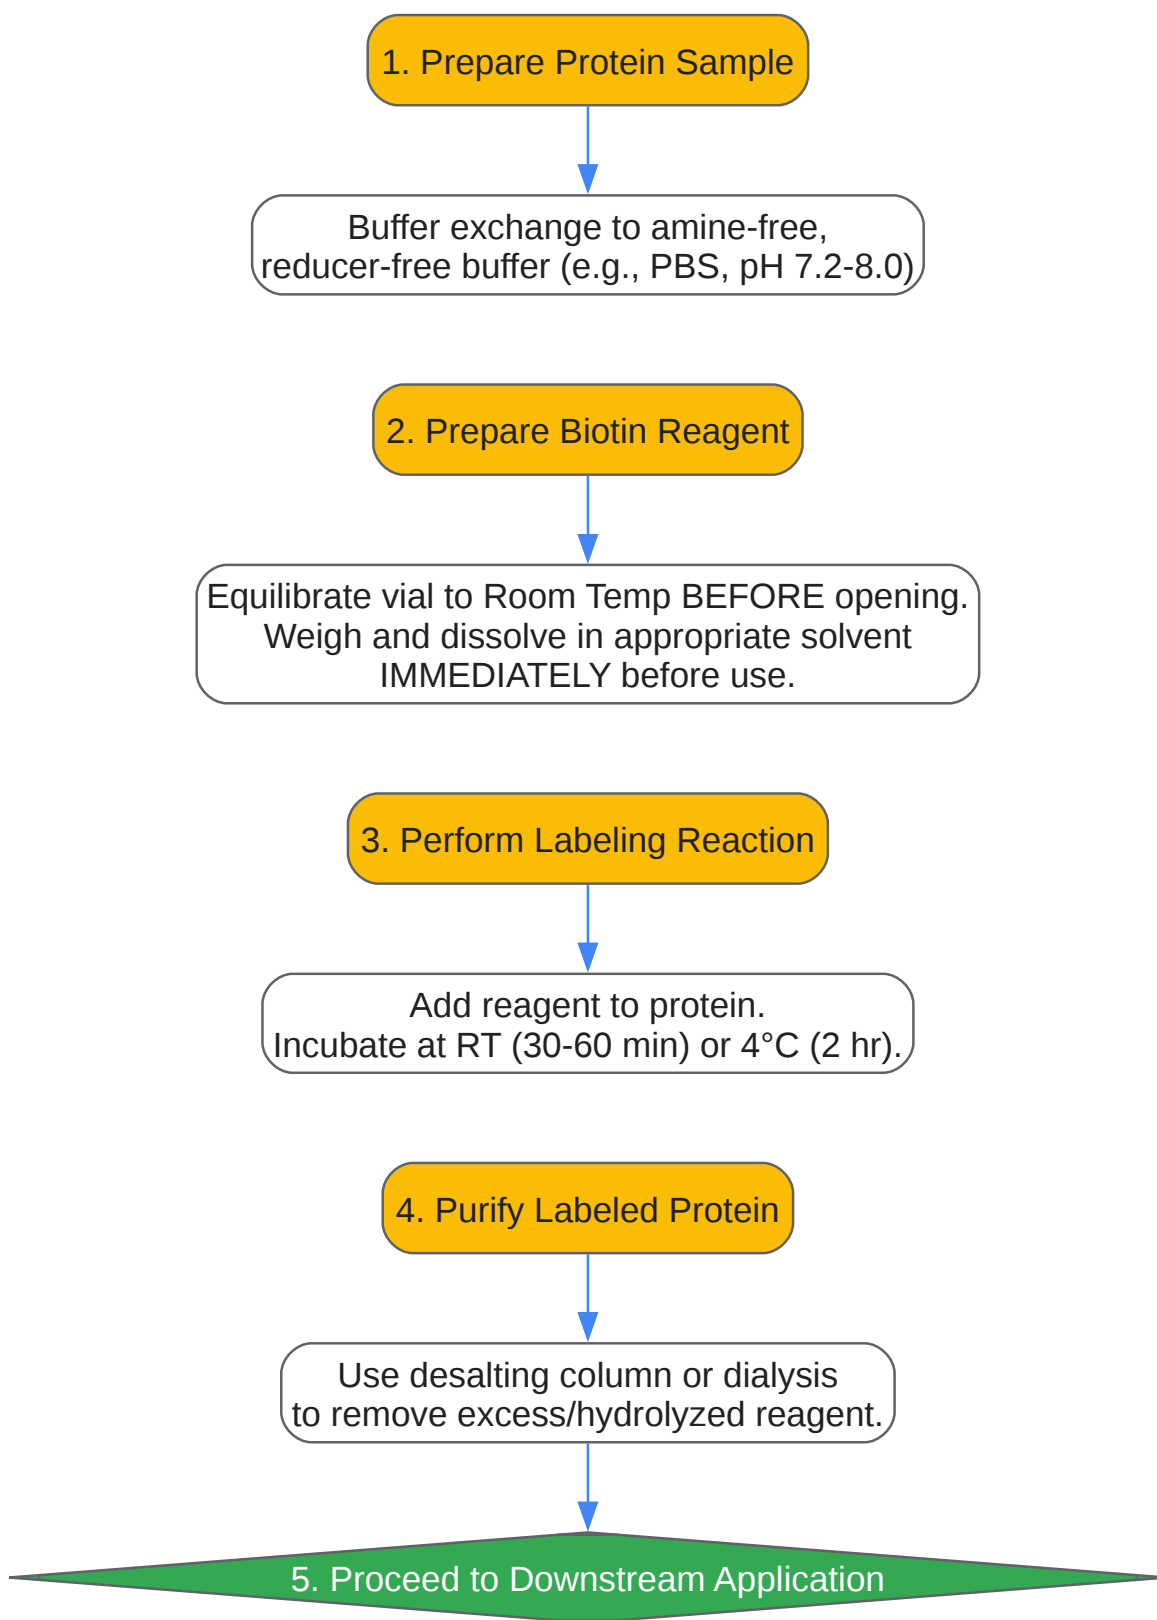 1. Prepare Protein Sample
Buffer exchange to amine-free,
reducer-free buffer (e.g., PBS, pH 7.2-8.0)
2. Prepare Biotin Reagent
Equilibrate vial to Room Temp BEFORE opening.
Weigh and dissolve in appropriate solvent
IMMEDIATELY before use.
3. Perform Labeling Reaction
Add reagent to protein.
Incubate at RT (30-60 min) or 4°C (2 hr).
4. Purify Labeled Protein
Use desalting column or dialysis
to remove excess/hydrolyzed reagent.
5. Proceed to Downstream Application